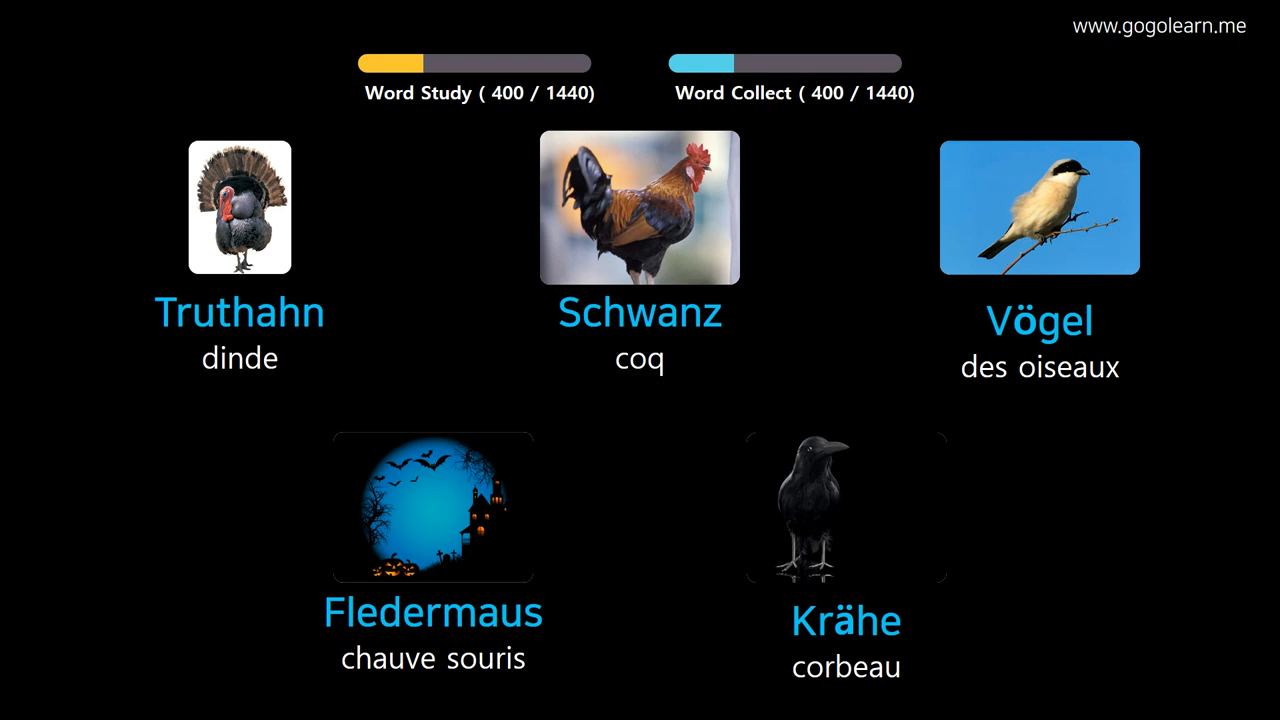 www.gogolearn.me
Word Study ( 400 / 1440)
Word Collect ( 400 / 1440)
Truthahn
dinde
Schwanz
coq
Vögel
des oiseaux
Fledermaus
chauve souris
Krähe
corbeau